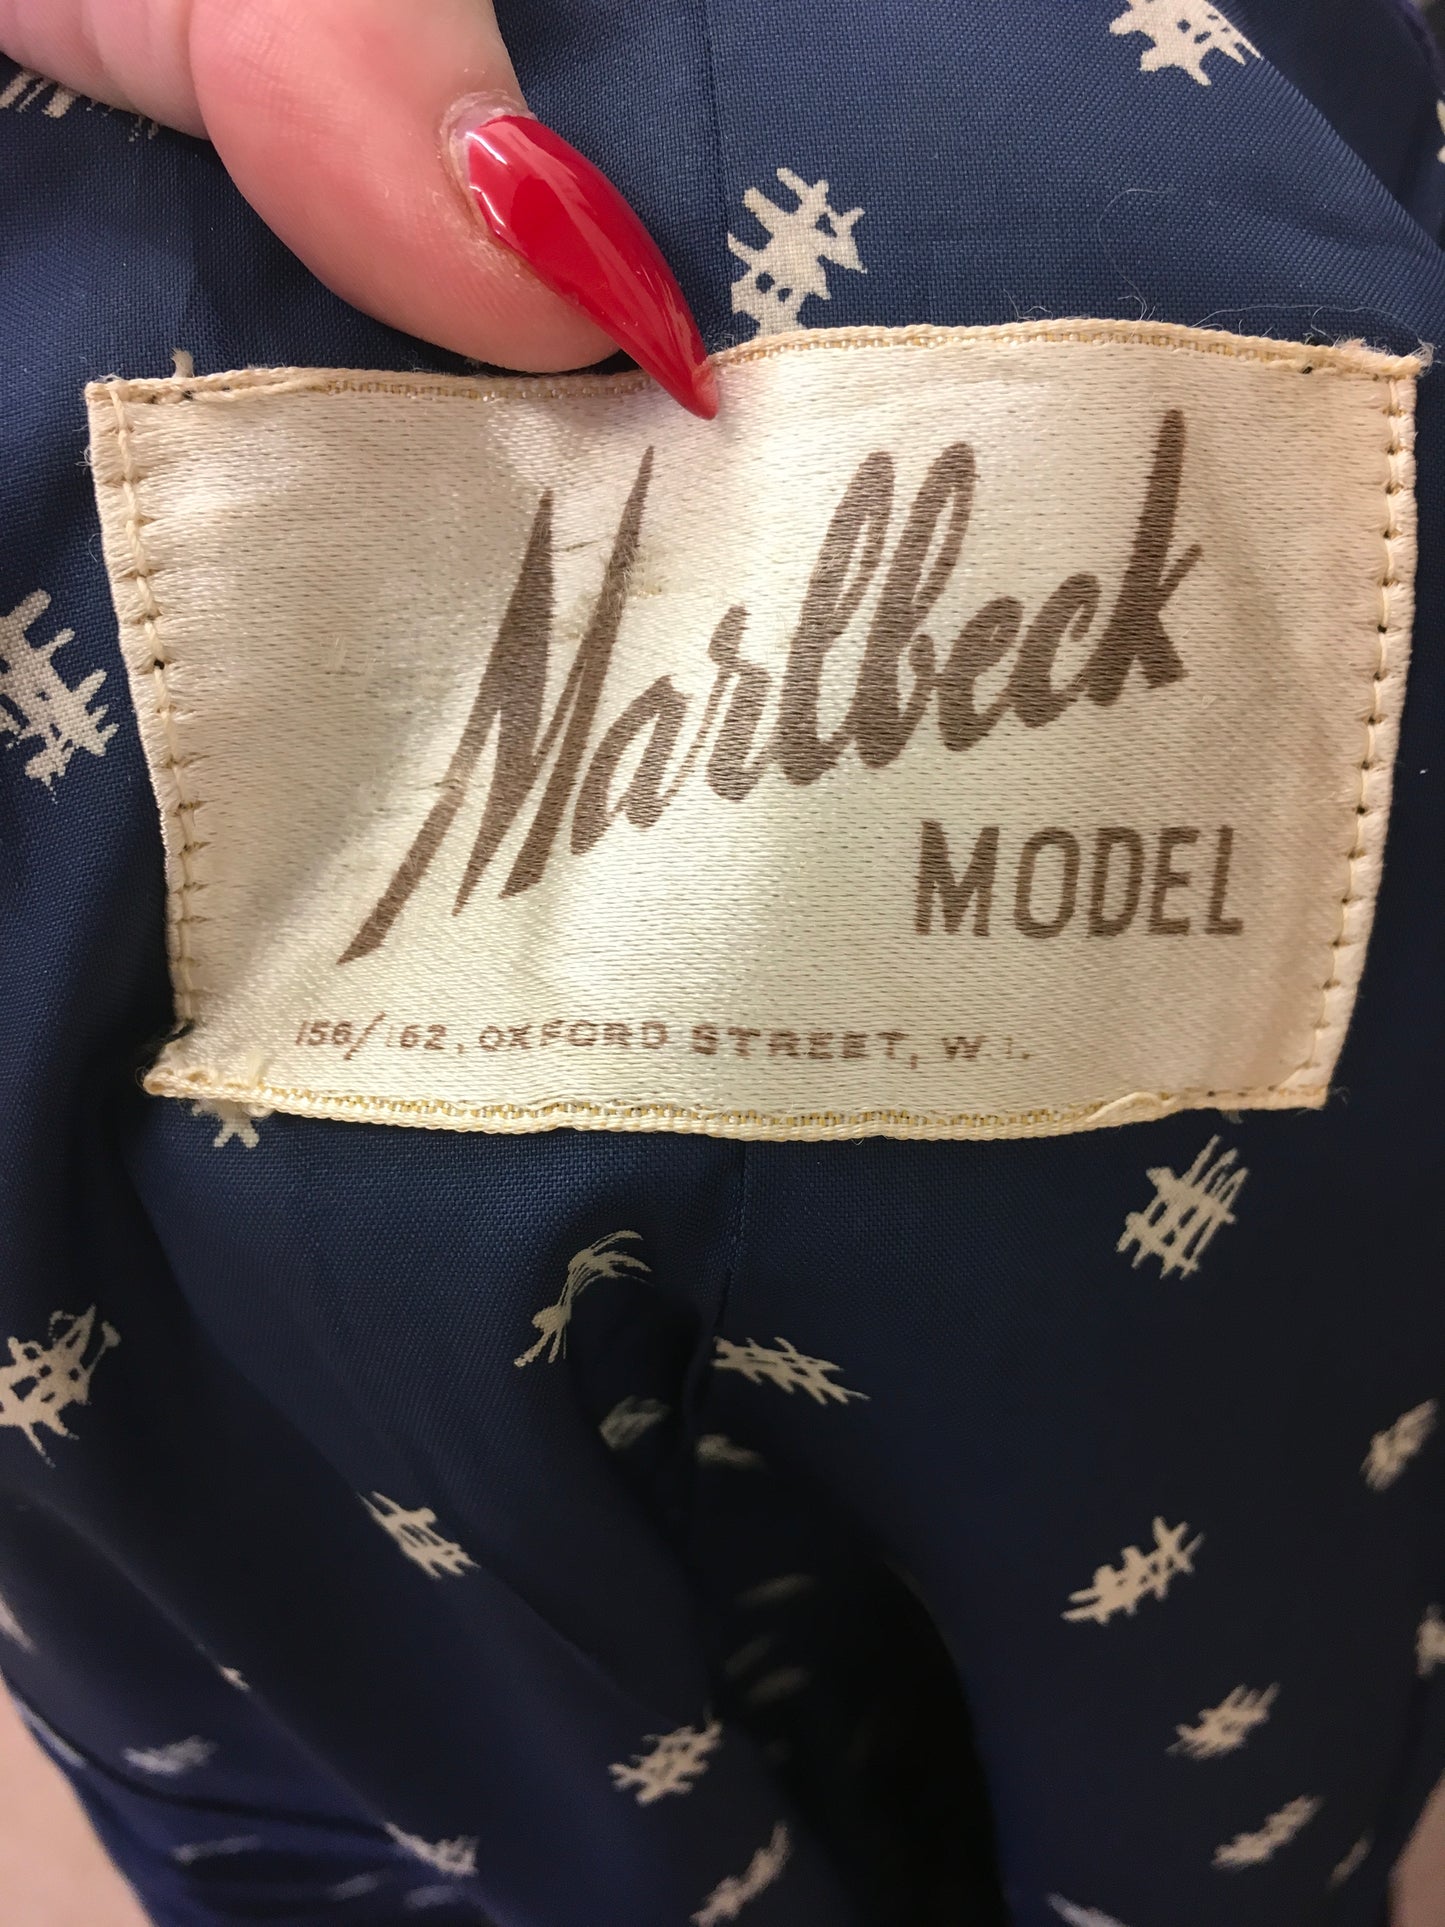 Marlbeck
MODEL
156/162, OXFORD STREET, W.1.